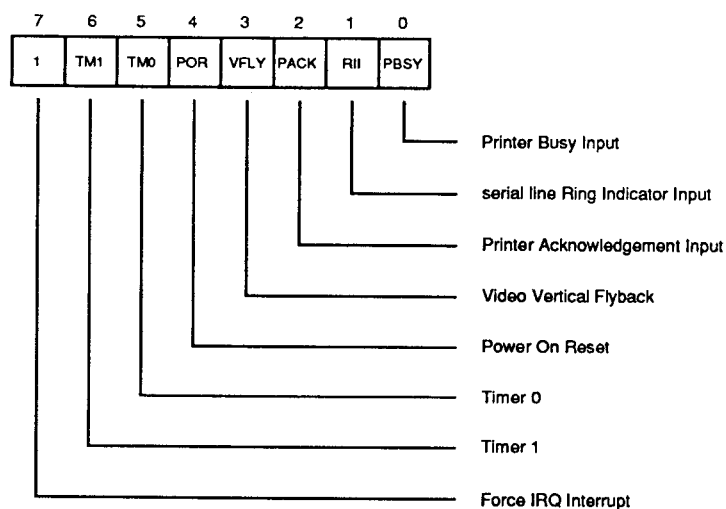 7 6 5 4 3 2 1 0
1 TM1 TM0 POR VFLY PACK RII PBSY
Printer Busy Input
serial line Ring Indicator Input
Printer Acknowledgement Input
Video Vertical Flyback
Power On Reset
Timer 0
Timer 1
Force IRQ Interrupt